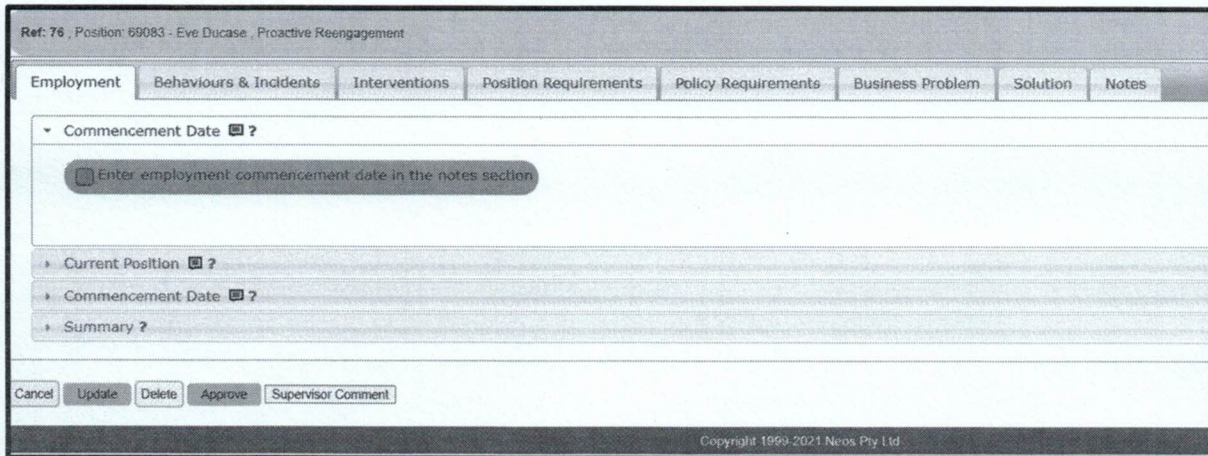 Ref: 76 , Position: 69083 - Eve Ducase , Proactive Reengagement
Employment Behaviours & Incidents Interventions Position Requirements Policy Requirements Business Problem Solution Notes
Commencement Date ?
Enter employment commencement date in the notes section
Current Position ?
Commencement Date ?
Summary ?
Cancel Update Delete Approve Supervisor Comment
Copyright 1999-2021 Neos Pty Ltd